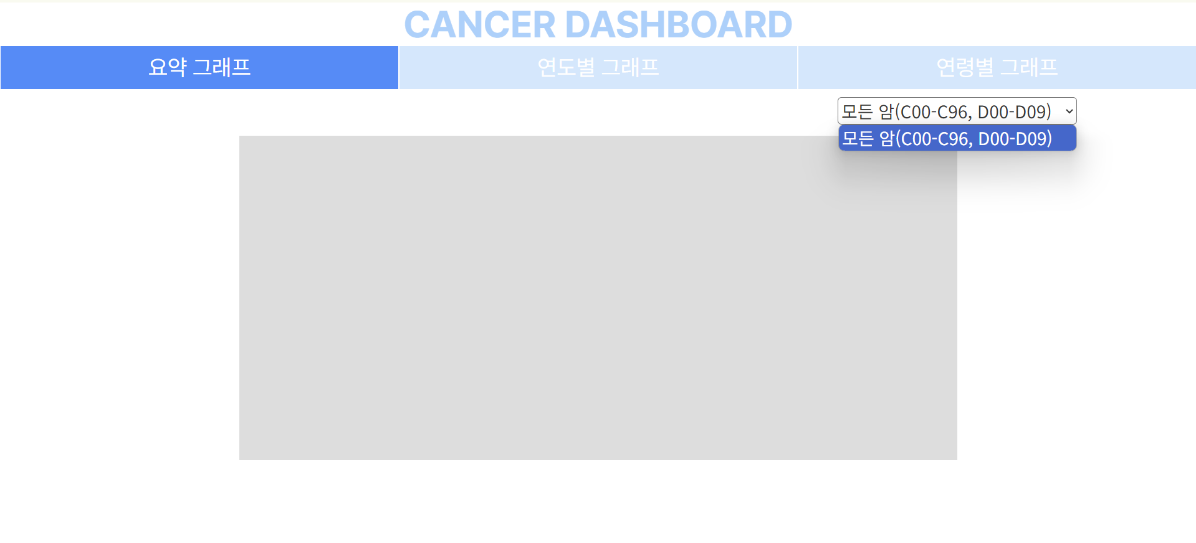 CANCER DASHBOARD
요약 그래프
연도별 그래프
연령별 그래프
모든 암(C00-C96, D00-D09)
모든 암(C00-C96, D00-D09)